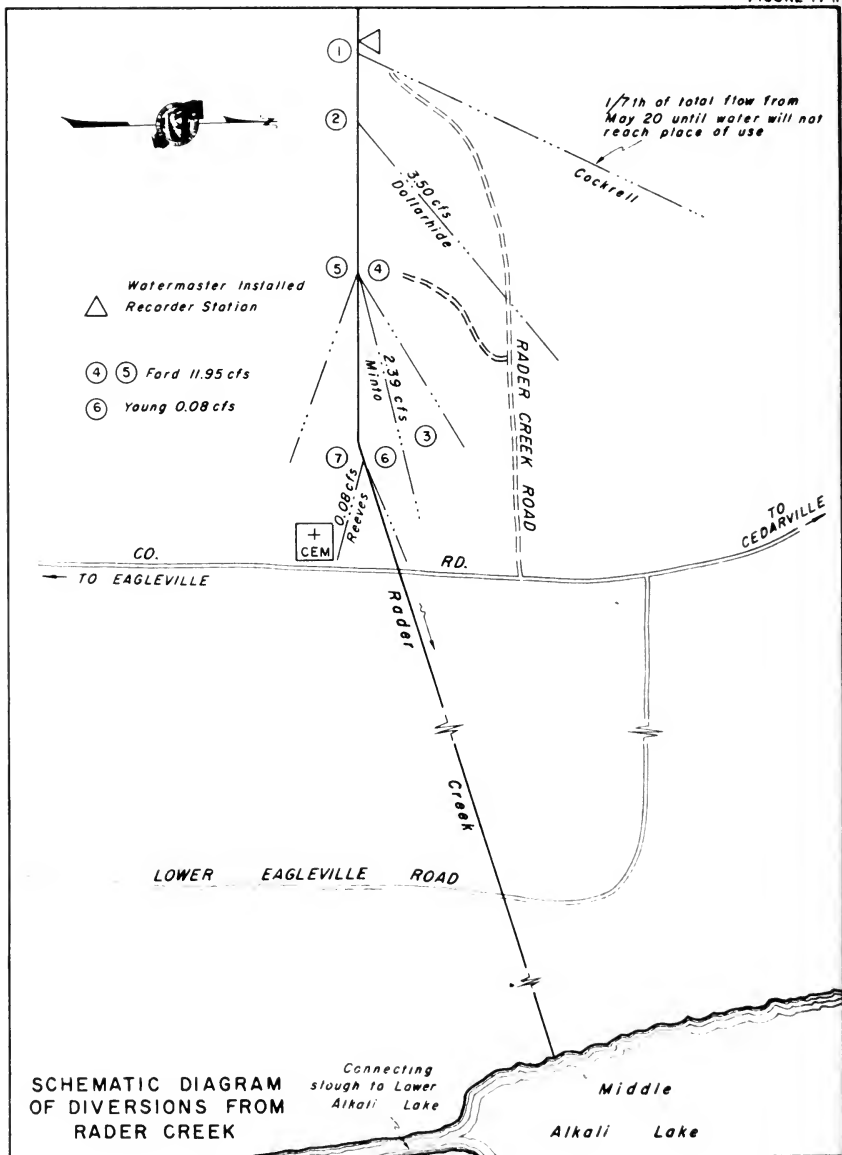 1
1/7th of total flow from
May 20 until water will not
reach place of use
2
Cockrell
3.50 cfs
Dollarhide
5
4
Watermaster Installed
Recorder Station
4 5 Ford 11.95 cfs
6 Young 0.08 cfs
2.39 cfs
Minto
RADER CREEK ROAD
3
7
6
0.08 cfs
Reeves
+
CEM
CO.
RD.
TO
CEDARVILLE
TO EAGLEVILLE
Rader
Creek
LOWER EAGLEVILLE ROAD
SCHEMATIC DIAGRAM
OF DIVERSIONS FROM
RADER CREEK
Connecting
slough to Lower
Alkali Lake
Middle
Alkali Lake